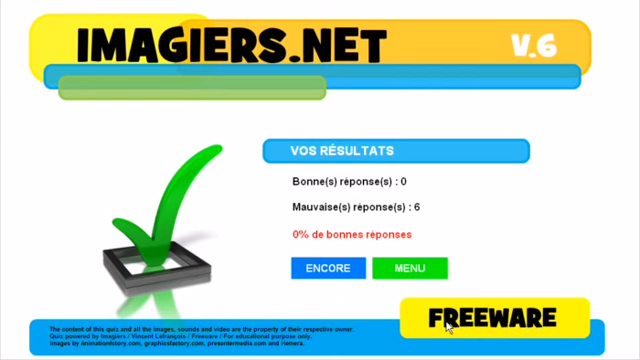 IMAGIERS.NET
V.6
VOS RÉSULTATS
Bonne(s) réponse(s) : 0
Mauvaise(s) réponse(s) : 6
0% de bonnes réponses
ENCORE
MENU
FREEWARE
The content of this quiz and all the images, sounds and video are the property of their respective owner.
Quiz powered by Imagiers / Vincent Lefrançois / Freeware / For educational purpose only.
Images by Animationfctory.com, graphicsfactory.com, presentermedia.com and Hemera.